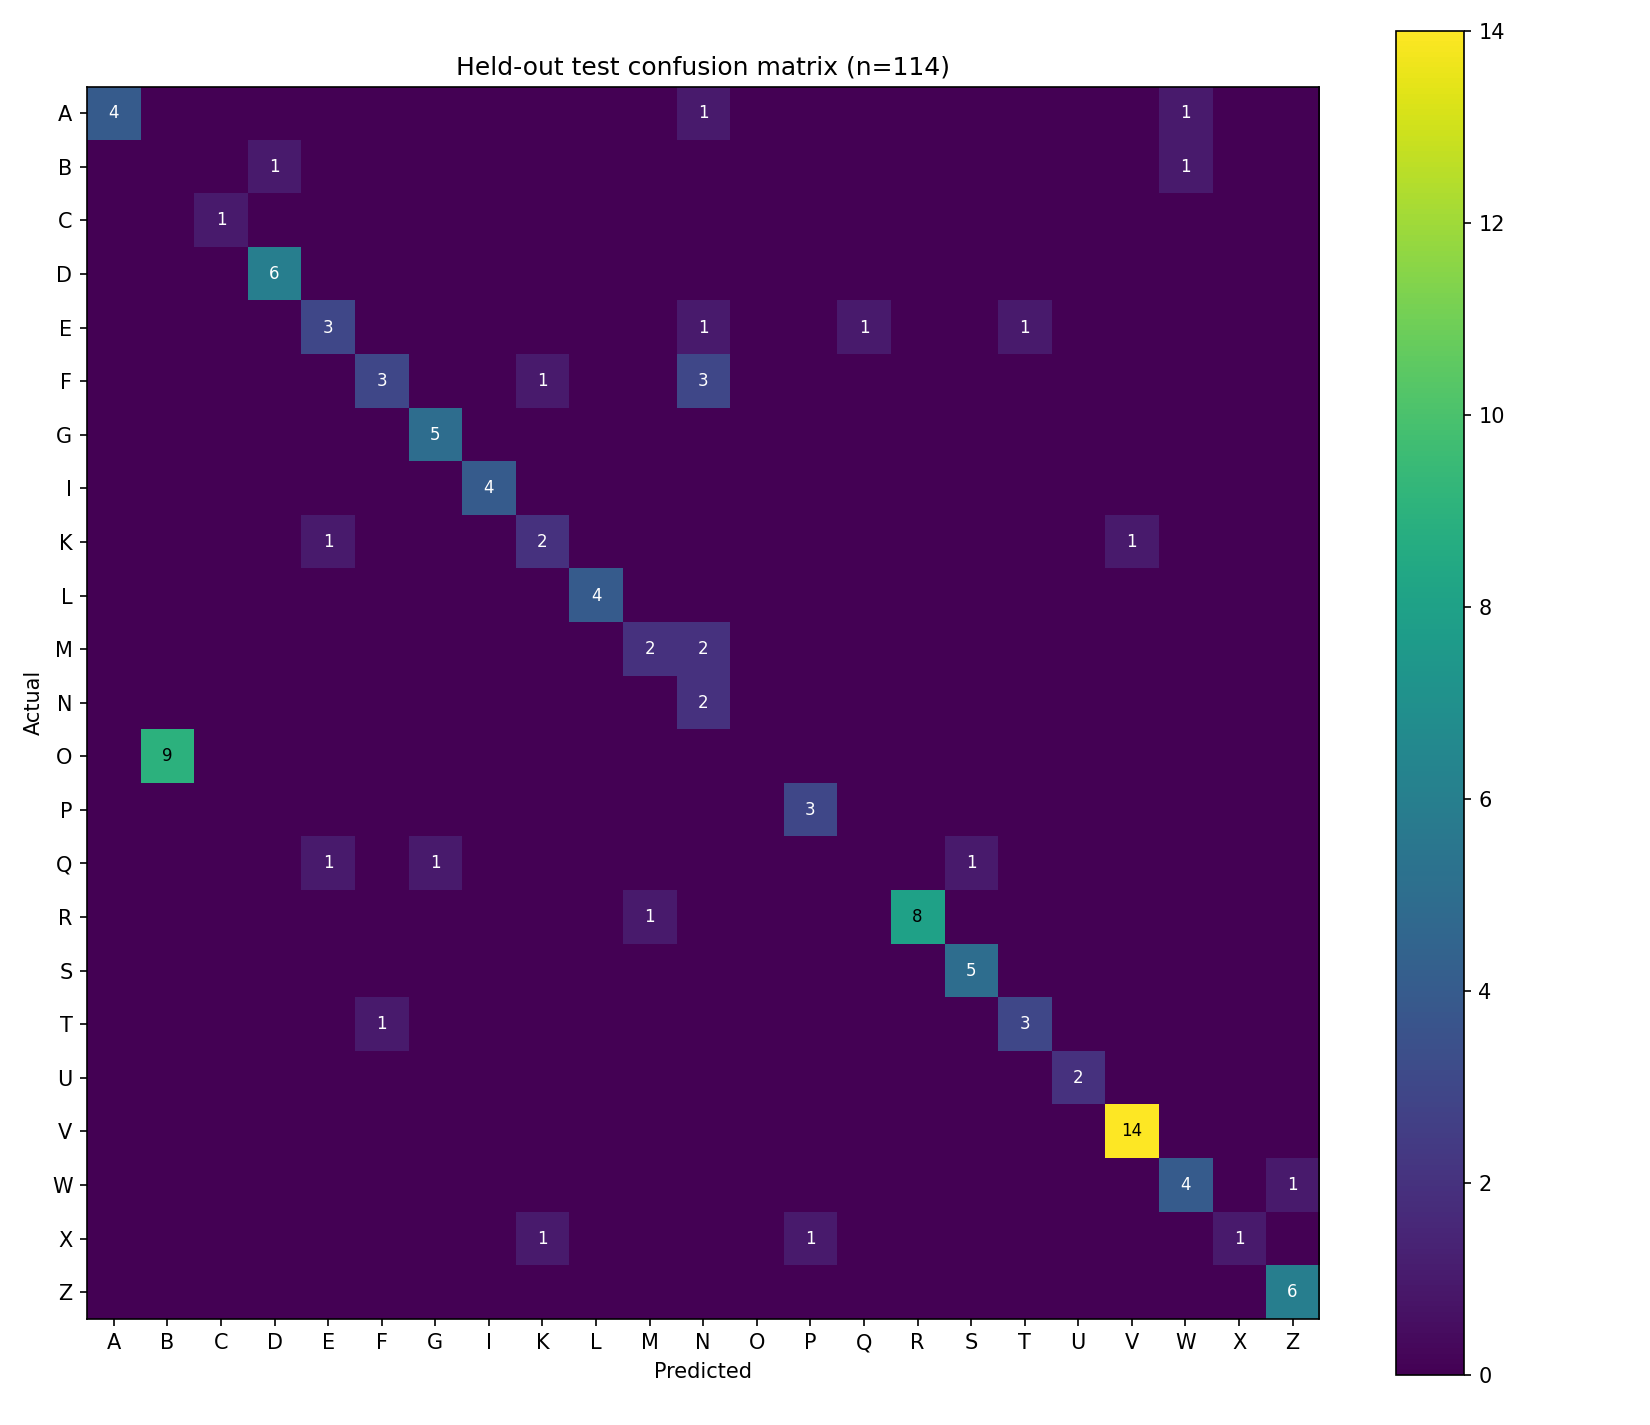 Held-out test confusion matrix (n=114)
A 4 1 1
B 1 1
C 1
D 6
E 3 1 1 1
F 3 1 3
G 5
I 4
K 1 2 1
L 4
M 2 2
N 2
O 9
P 3
Q 1 1 1
R 1 8
S 5
T 1 3
U 2
V 14
W 4 1
X 1 1 1
Z 6
Actual
A B C D E F G I K L M N O P Q R S T U V W X Z
Predicted
14
12
10
8
6
4
2
0